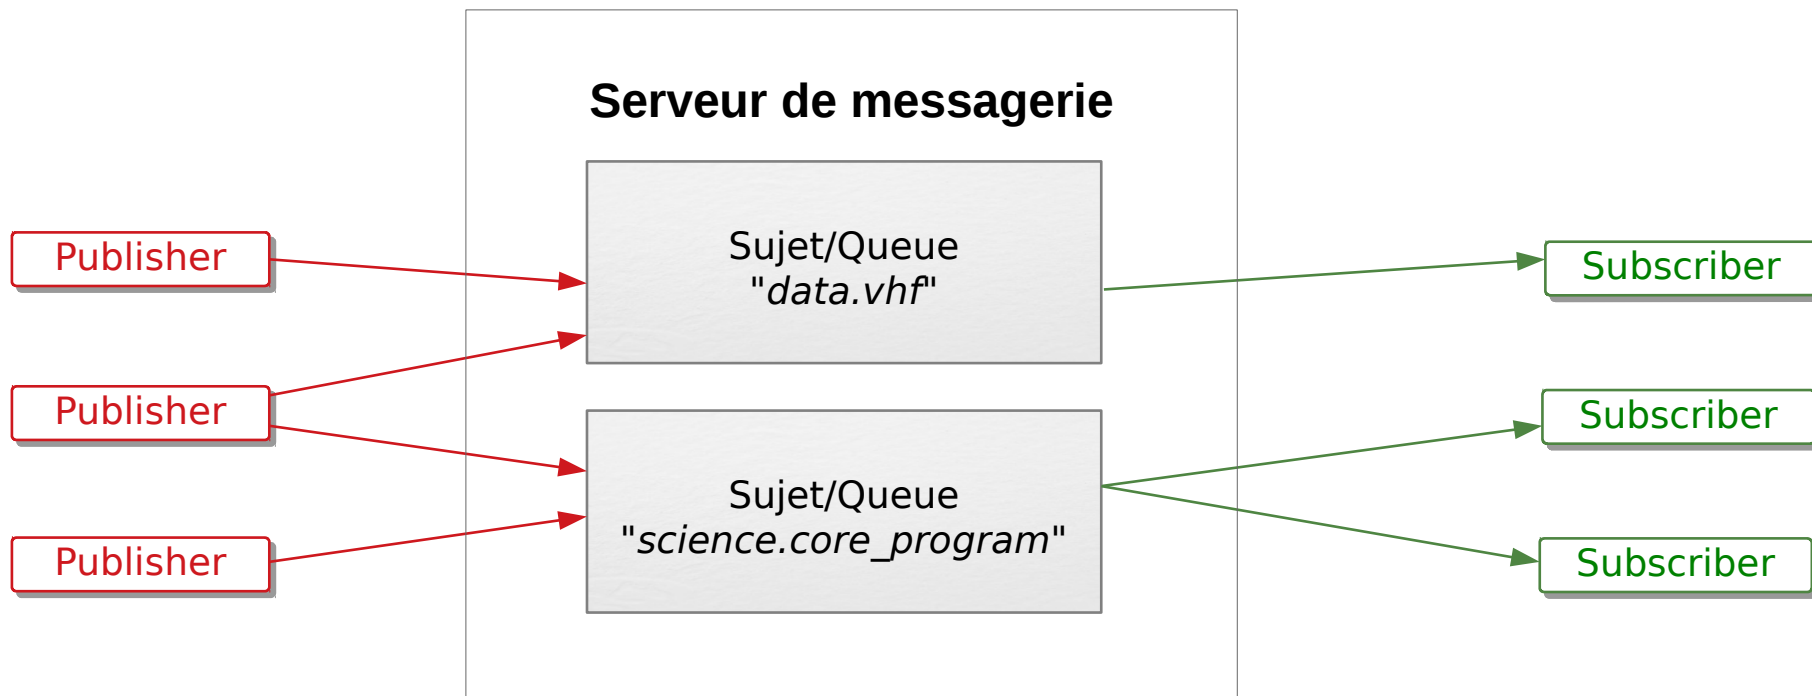 Serveur de messagerie
Publisher
Publisher
Publisher
Sujet/Queue
"data.vhf"
Sujet/Queue
"science.core_program"
Subscriber
Subscriber
Subscriber